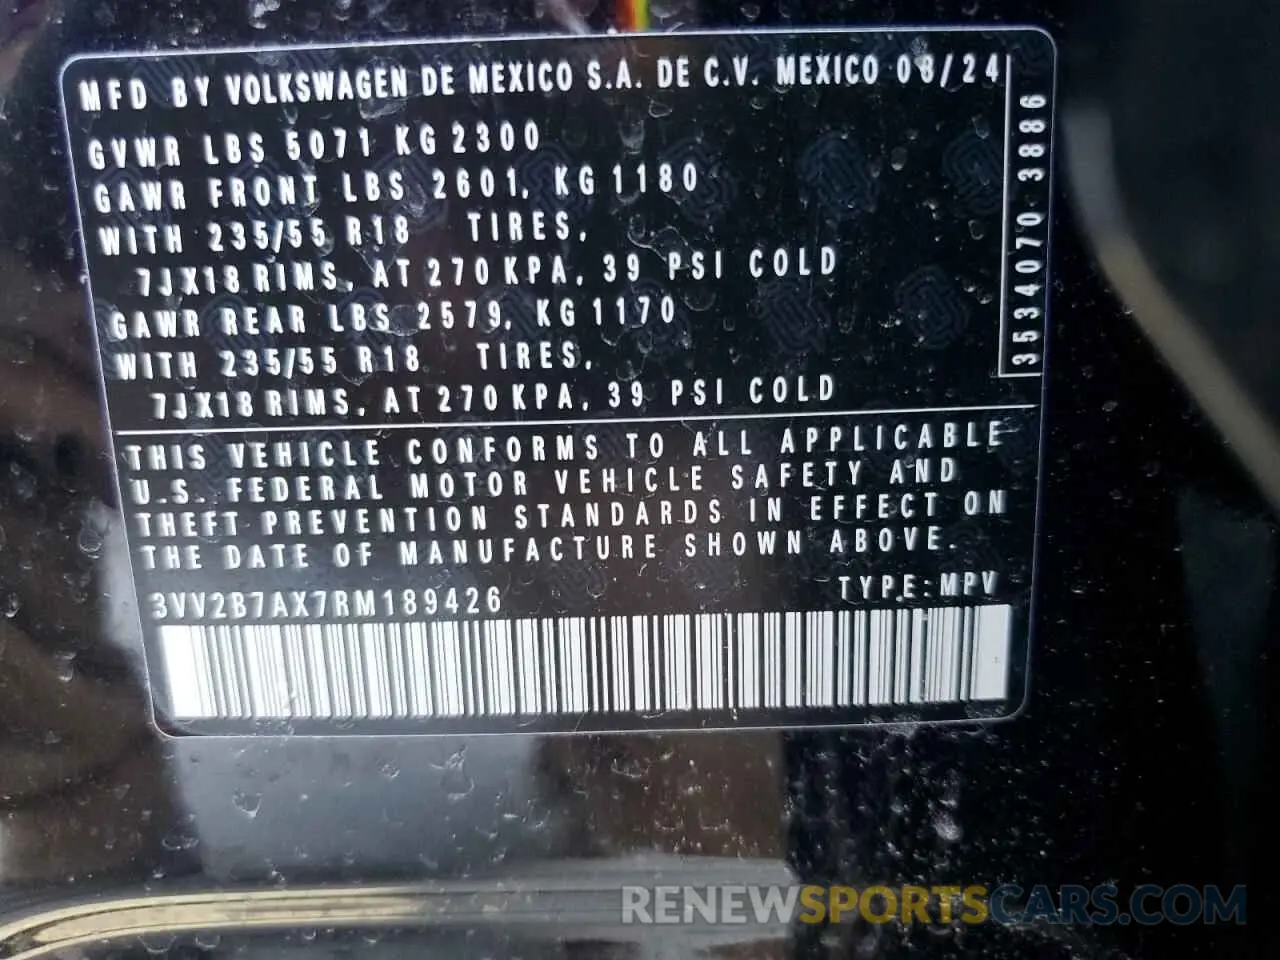 MFD BY VOLKSWAGEN DE MEXICO S.A. DE C.V. MEXICO 08/24
GVWR LBS 5071 KG 2300
GAWR FRONT LBS 2601, KG 1180
WITH 235/55 R18 TIRES,
7JX18 RIMS, AT 270 KPA, 39 PSI COLD
GAWR REAR LBS 2579, KG 1170
WITH 235/55 R18 TIRES,
7JX18 RIMS, AT 270 KPA, 39 PSI COLD
3534070 3886
THIS VEHICLE CONFORMS TO ALL APPLICABLE
U.S. FEDERAL MOTOR VEHICLE SAFETY AND
THEFT PREVENTION STANDARDS IN EFFECT ON
THE DATE OF MANUFACTURE SHOWN ABOVE.
3VV2B7AX7RM189426 TYPE: MPV
RENEWSPORTSCARS.COM